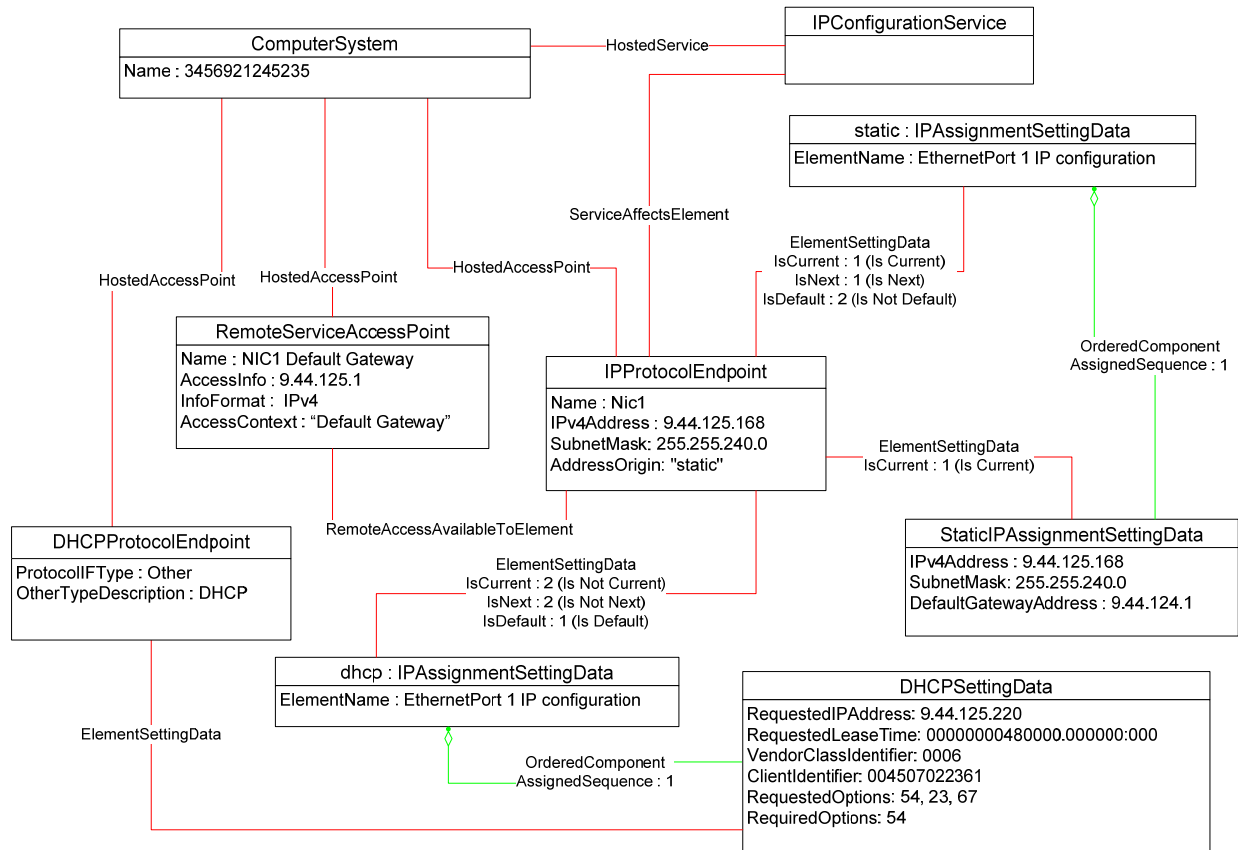 IPConfigurationService
ComputerSystem
Name : 3456921245235
HostedService
static : IPAssignmentSettingData
ElementName : EthernetPort 1 IP configuration
ServiceAffectsElement
ElementSettingData
IsCurrent : 1 (Is Current)
IsNext : 1 (Is Next)
IsDefault : 2 (Is Not Default)
HostedAccessPoint
HostedAccessPoint
HostedAccessPoint
RemoteServiceAccessPoint
Name : NIC1 Default Gateway
AccessInfo : 9.44.125.1
InfoFormat : IPv4
AccessContext : “Default Gateway”
OrderedComponent
AssignedSequence : 1
IPProtocolEndpoint
Name : Nic1
IPv4Address : 9.44.125.168
SubnetMask: 255.255.240.0
AddressOrigin: "static"
ElementSettingData
IsCurrent : 1 (Is Current)
RemoteAccessAvailableToElement
StaticIPAssignmentSettingData
IPv4Address : 9.44.125.168
SubnetMask: 255.255.240.0
DefaultGatewayAddress : 9.44.124.1
DHCPProtocolEndpoint
ProtocolIFType : Other
OtherTypeDescription : DHCP
ElementSettingData
IsCurrent : 2 (Is Not Current)
IsNext : 2 (Is Not Next)
IsDefault : 1 (Is Default)
dhcp : IPAssignmentSettingData
ElementName : EthernetPort 1 IP configuration
DHCPSettingData
RequestedIPAddress: 9.44.125.220
RequestedLeaseTime: 00000000480000.000000:000
VendorClassIdentifier: 0006
ClientIdentifier: 004507022361
RequestedOptions: 54, 23, 67
RequiredOptions: 54
ElementSettingData
OrderedComponent
AssignedSequence : 1